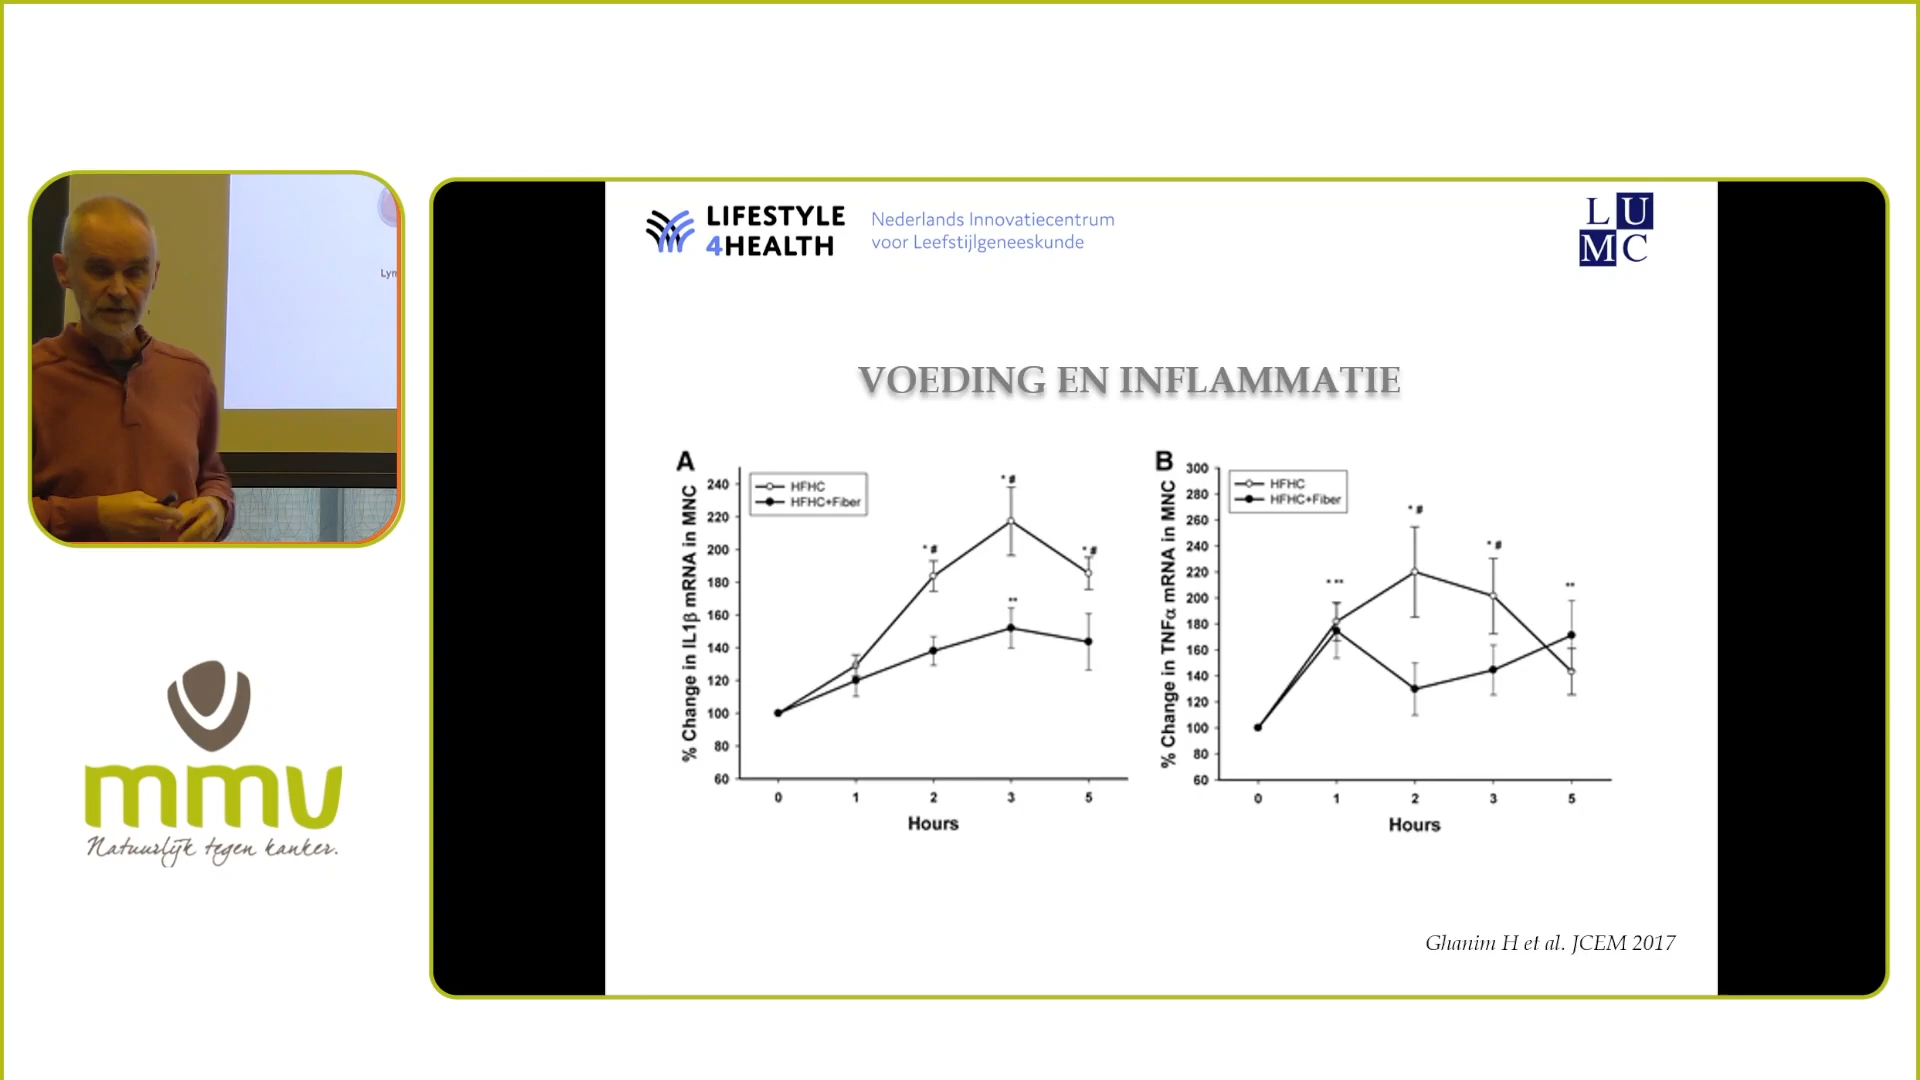 LIFESTYLE
4HEALTH
Nederlands Innovatiecentrum
voor Leefstijlgeneeskunde
L U
M C
VOEDING EN INFLAMMATIE
A
% Change in IL1β mRNA in MNC
240
220
200
180
160
140
120
100
80
60
HFHC
HFHC+Fiber
* #
* #
* #
**
0 1 2 3 5
Hours
B
% Change in TNFα mRNA in MNC
300
280
260
240
220
200
180
160
140
120
100
80
60
HFHC
HFHC+Fiber
* **
* #
* #
**
0 1 2 3 5
Hours
Ghanim H et al. JCEM 2017
Lym
mmv
Natuurlijk tegen kanker.